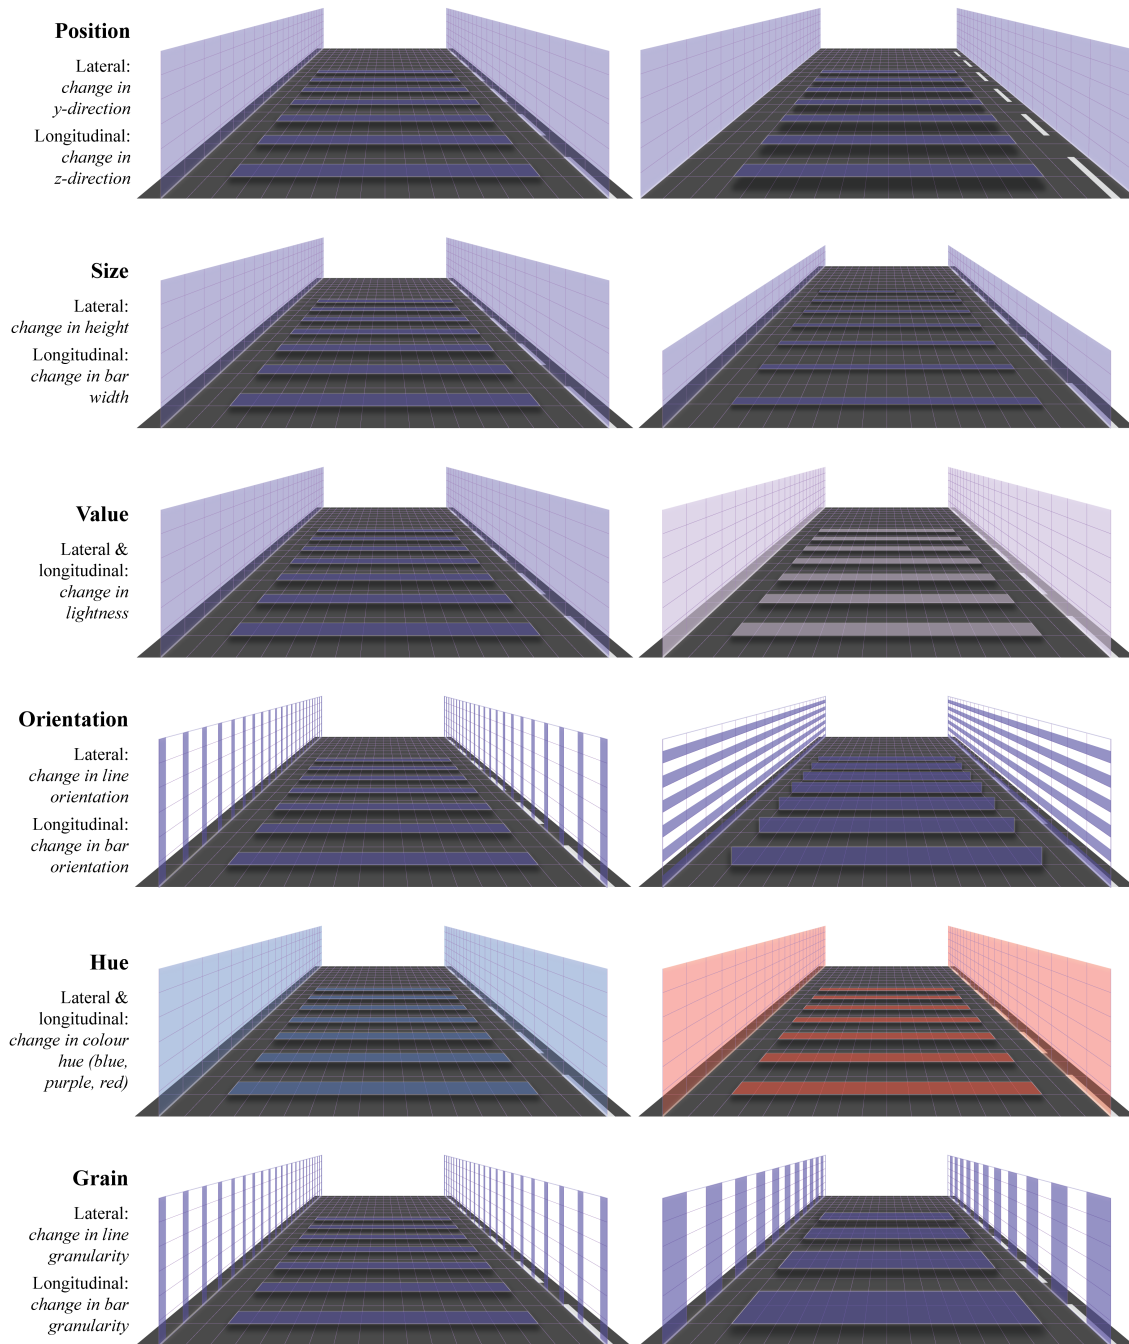 Position
Lateral:
change in
y-direction
Longitudinal:
change in
z-direction
Size
Lateral:
change in height
Longitudinal:
change in bar
width
Value
Lateral &
longitudinal:
change in
lightness
Orientation
Lateral:
change in line
orientation
Longitudinal:
change in bar
orientation
Hue
Lateral &
longitudinal:
change in colour
hue (blue,
purple, red)
Grain
Lateral:
change in line
granularity
Longitudinal:
change in bar
granularity